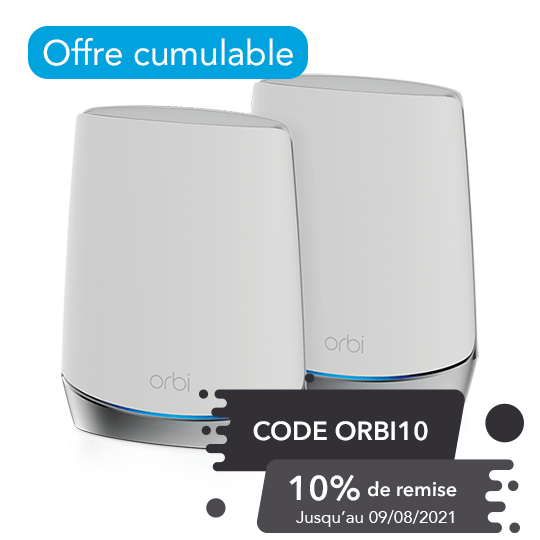 Offre cumulable
orbi
orbi
CODE ORBI10
10% de remise
Jusqu'au 09/08/2021